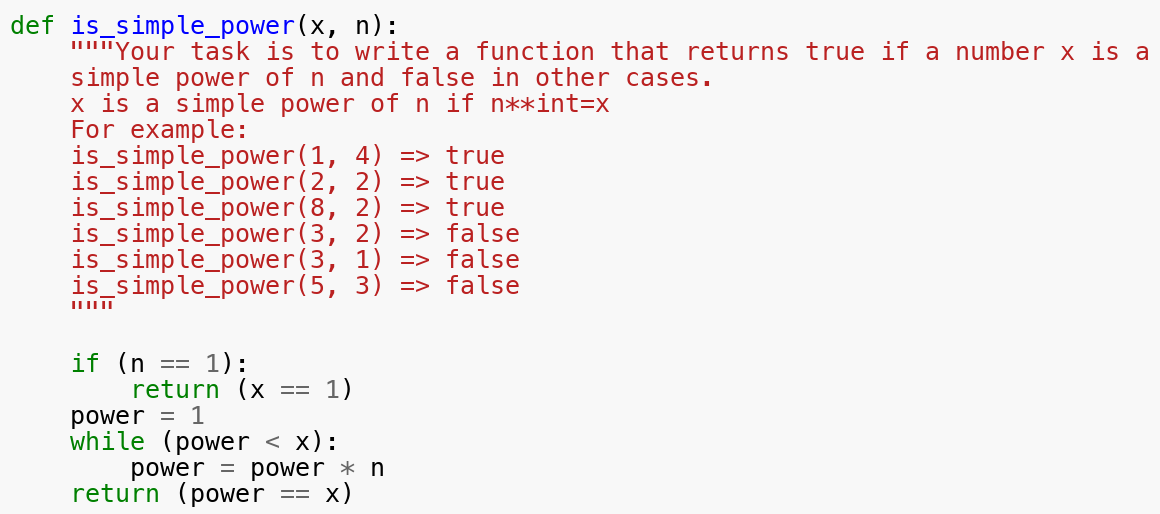 def is_simple_power(x, n):
    """Your task is to write a function that returns true if a number x is a
    simple power of n and false in other cases.
    x is a simple power of n if n**int=x
    For example:
    is_simple_power(1, 4) => true
    is_simple_power(2, 2) => true
    is_simple_power(8, 2) => true
    is_simple_power(3, 2) => false
    is_simple_power(3, 1) => false
    is_simple_power(5, 3) => false
    """

    if (n == 1):
        return (x == 1)
    power = 1
    while (power < x):
        power = power * n
    return (power == x)